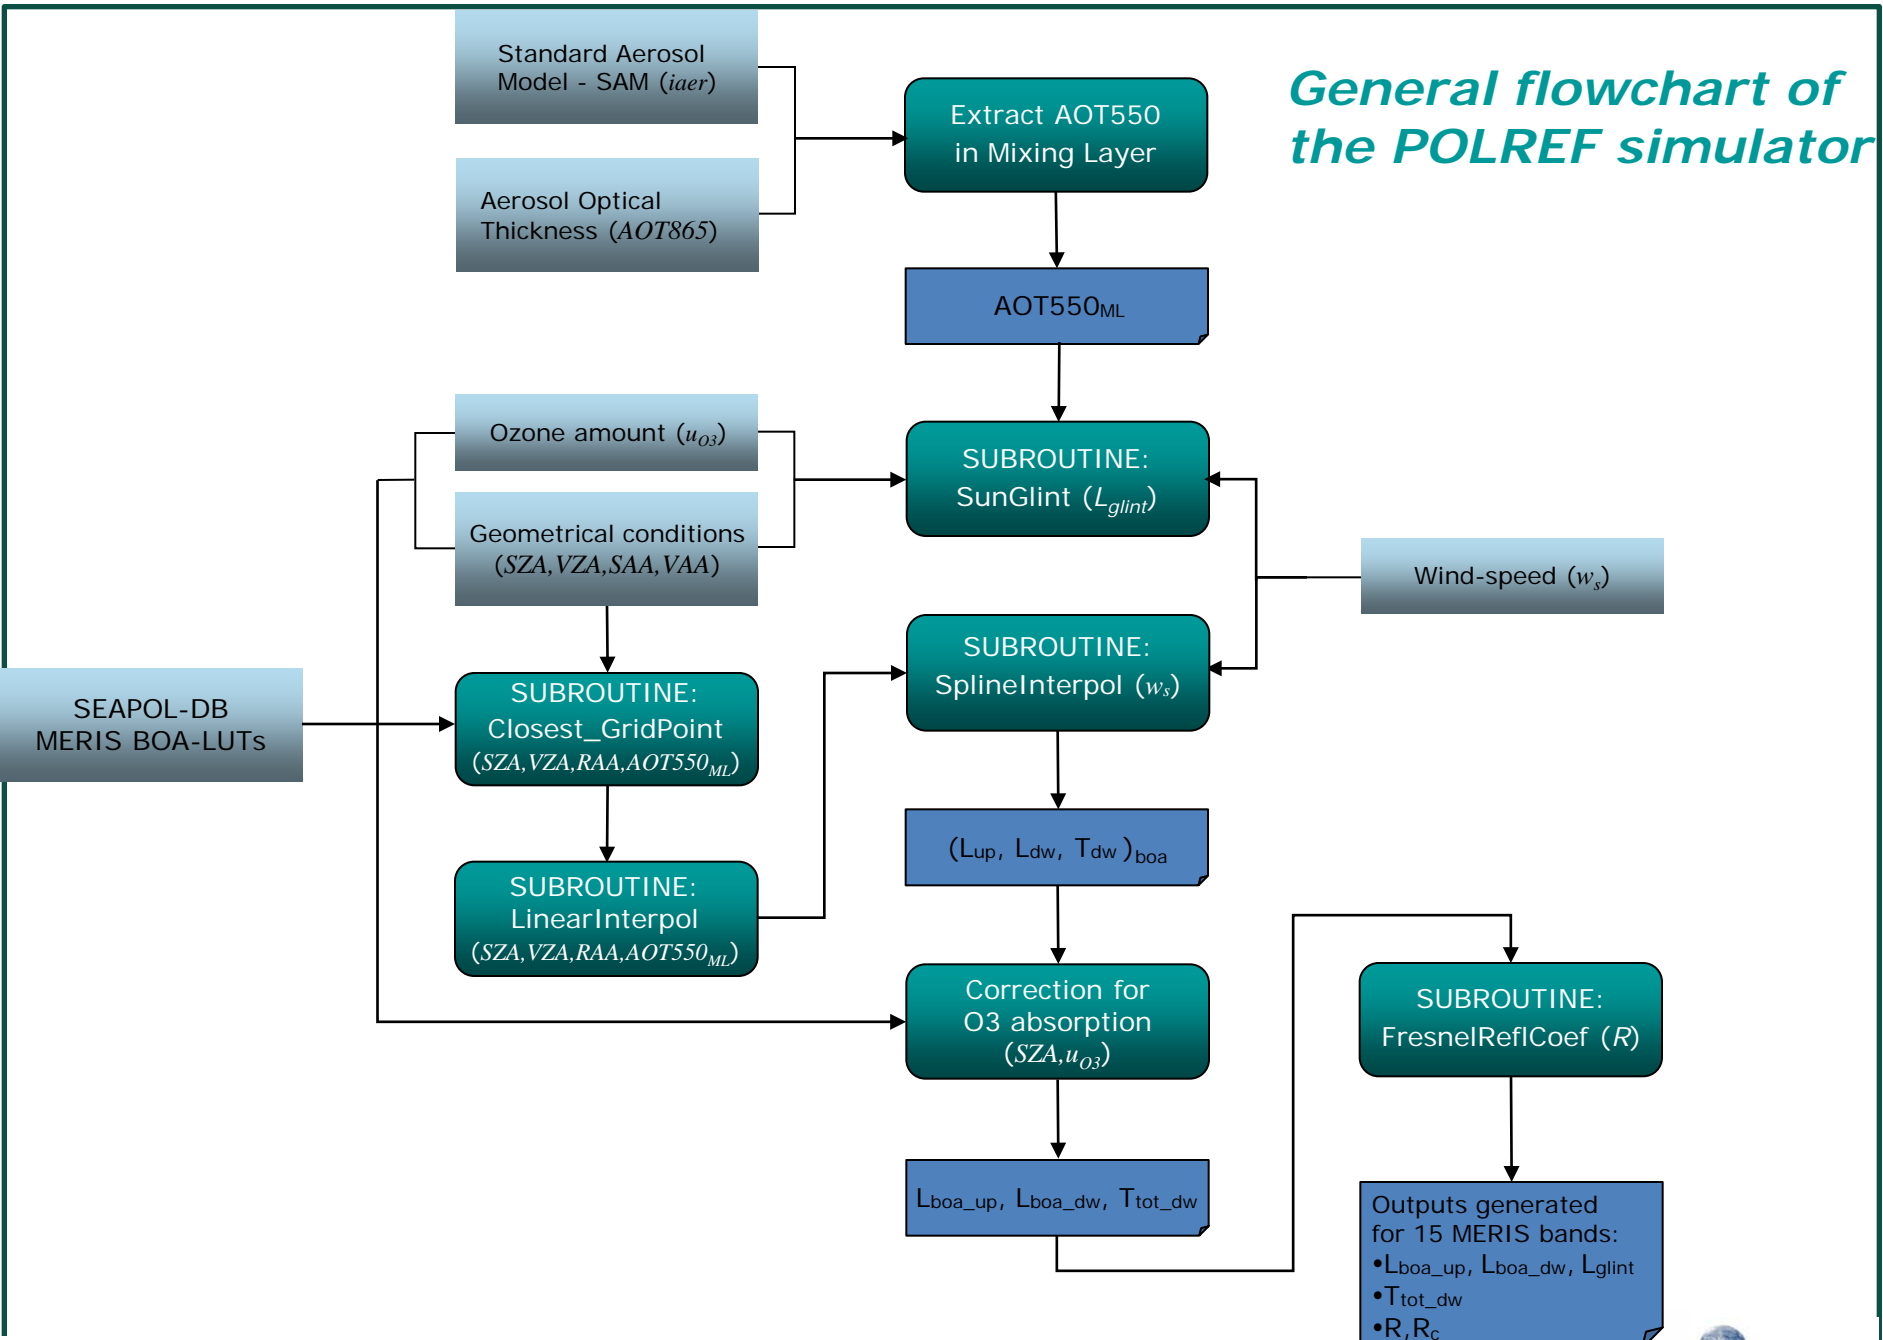 General flowchart of
the POLREF simulator
Standard Aerosol
Model - SAM (iaer)
Aerosol Optical
Thickness (AOT865)
Extract AOT550
in Mixing Layer
AOT550ML
Ozone amount (uO3)
Geometrical conditions
(SZA,VZA,SAA,VAA)
SUBROUTINE:
SunGlint (Lglint)
Wind-speed (ws)
SUBROUTINE:
SplineInterpol (ws)
SEAPOL-DB
MERIS BOA-LUTs
SUBROUTINE:
Closest_GridPoint
(SZA,VZA,RAA,AOT550ML)
SUBROUTINE:
LinearInterpol
(SZA,VZA,RAA,AOT550ML)
(Lup, Ldw, Tdw)boa
Correction for
O3 absorption
(SZA,uO3)
SUBROUTINE:
FresnelReflCoef (R)
Lboa_up, Lboa_dw, Ttot_dw
Outputs generated
for 15 MERIS bands:
•Lboa_up, Lboa_dw, Lglint
•Ttot_dw
•R,Rc